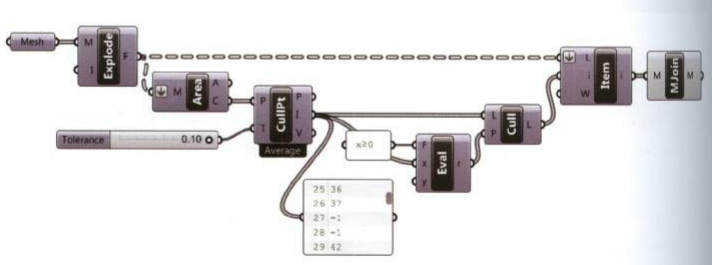 Mesh
M
I
Explode
F
M
Area
A
C
Tolerance
0.10
P
T
CullPt
P
I
V
Average
x≥0
F
x
y
Eval
r
L
P
Cull
L
L
i
W
Item
i
M
MJoin
M
25 36
26 37
27 -1
28 -1
29 42